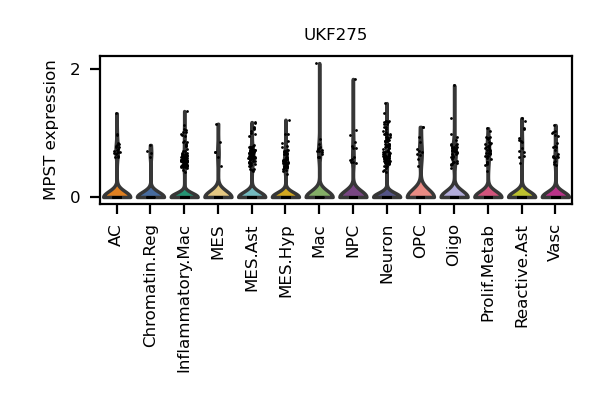 UKF275
MPST expression
2
0
AC
Chromatin.Reg
Inflammatory.Mac
MES
MES.Ast
MES.Hyp
Mac
NPC
Neuron
OPC
Oligo
Prolif.Metab
Reactive.Ast
Vasc